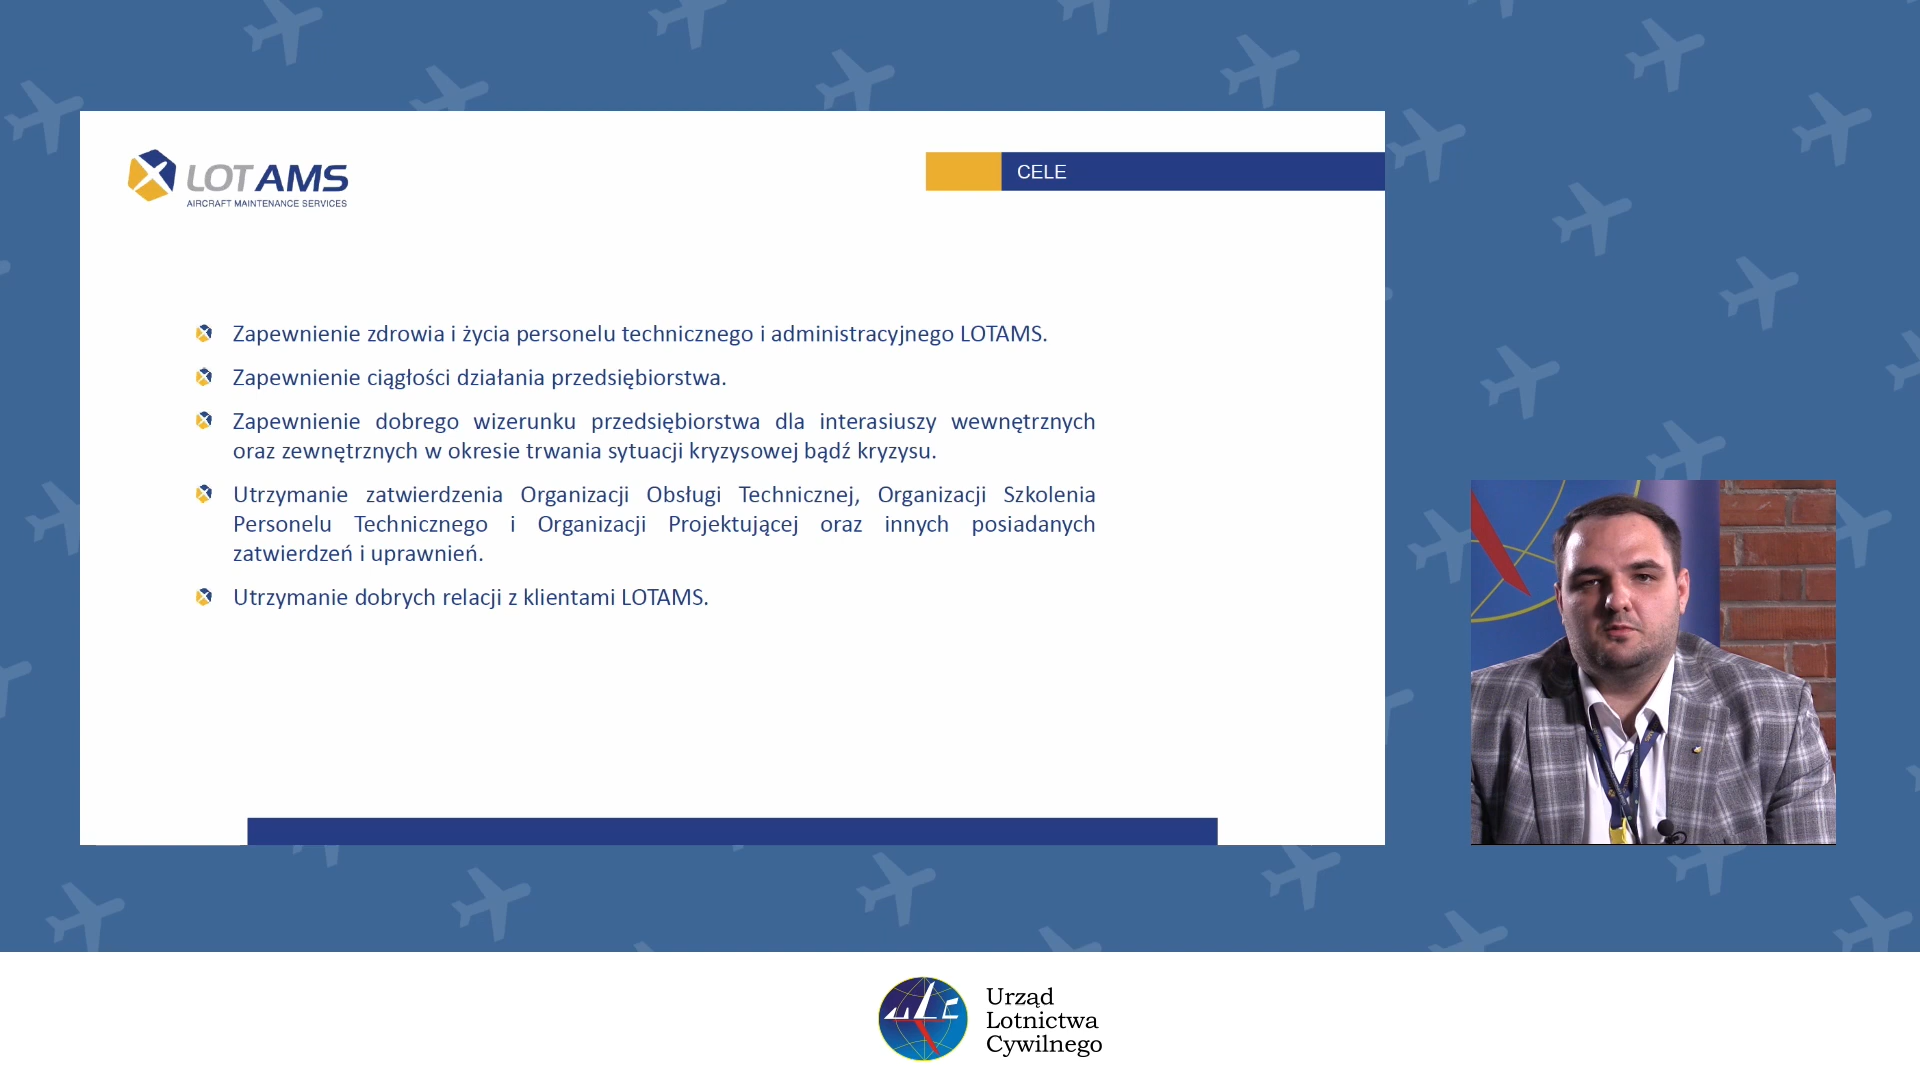 LOTAMS
AIRCRAFT MAINTENANCE SERVICES
CELE
Zapewnienie zdrowia i życia personelu technicznego i administracyjnego LOTAMS.
Zapewnienie ciągłości działania przedsiębiorstwa.
Zapewnienie dobrego wizerunku przedsiębiorstwa dla interasiuszy wewnętrznych
oraz zewnętrznych w okresie trwania sytuacji kryzysowej bądź kryzysu.
Utrzymanie zatwierdzenia Organizacji Obsługi Technicznej, Organizacji Szkolenia
Personelu Technicznego i Organizacji Projektującej oraz innych posiadanych
zatwierdzeń i uprawnień.
Utrzymanie dobrych relacji z klientami LOTAMS.
ULC
Urząd
Lotnictwa
Cywilnego